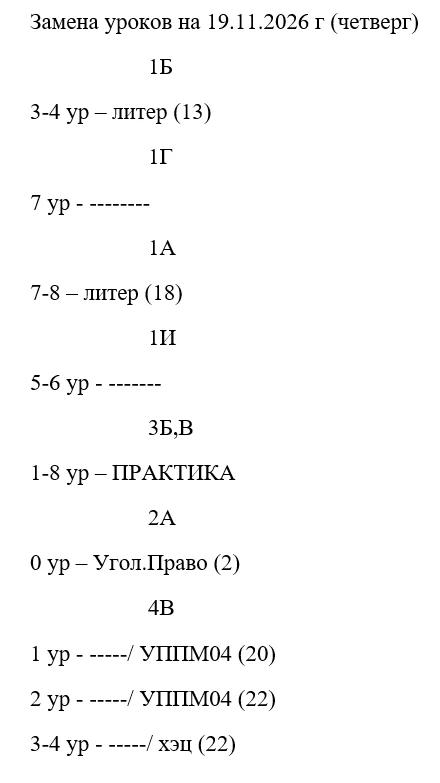 Замена уроков на 19.11.2026 г (четверг)
1Б
3-4 ур – литер (13)
1Г
7 ур - --------
1А
7-8 – литер (18)
1И
5-6 ур - -------
3Б,В
1-8 ур – ПРАКТИКА
2А
0 ур – Угол.Право (2)
4В
1 ур - -----/ УППМ04 (20)
2 ур - -----/ УППМ04 (22)
3-4 ур - -----/ хэц (22)